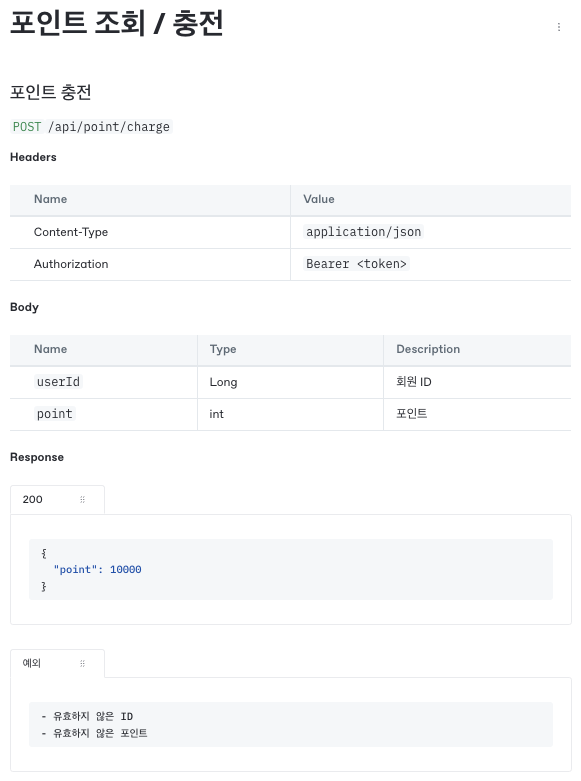 포인트 조회 / 충전
포인트 충전
POST /api/point/charge
Headers
Name Value
Content-Type application/json
Authorization Bearer <token>
Body
Name Type Description
userId Long 회원 ID
point int 포인트
Response
200
{
"point": 10000
}
예외
- 유효하지 않은 ID
- 유효하지 않은 포인트